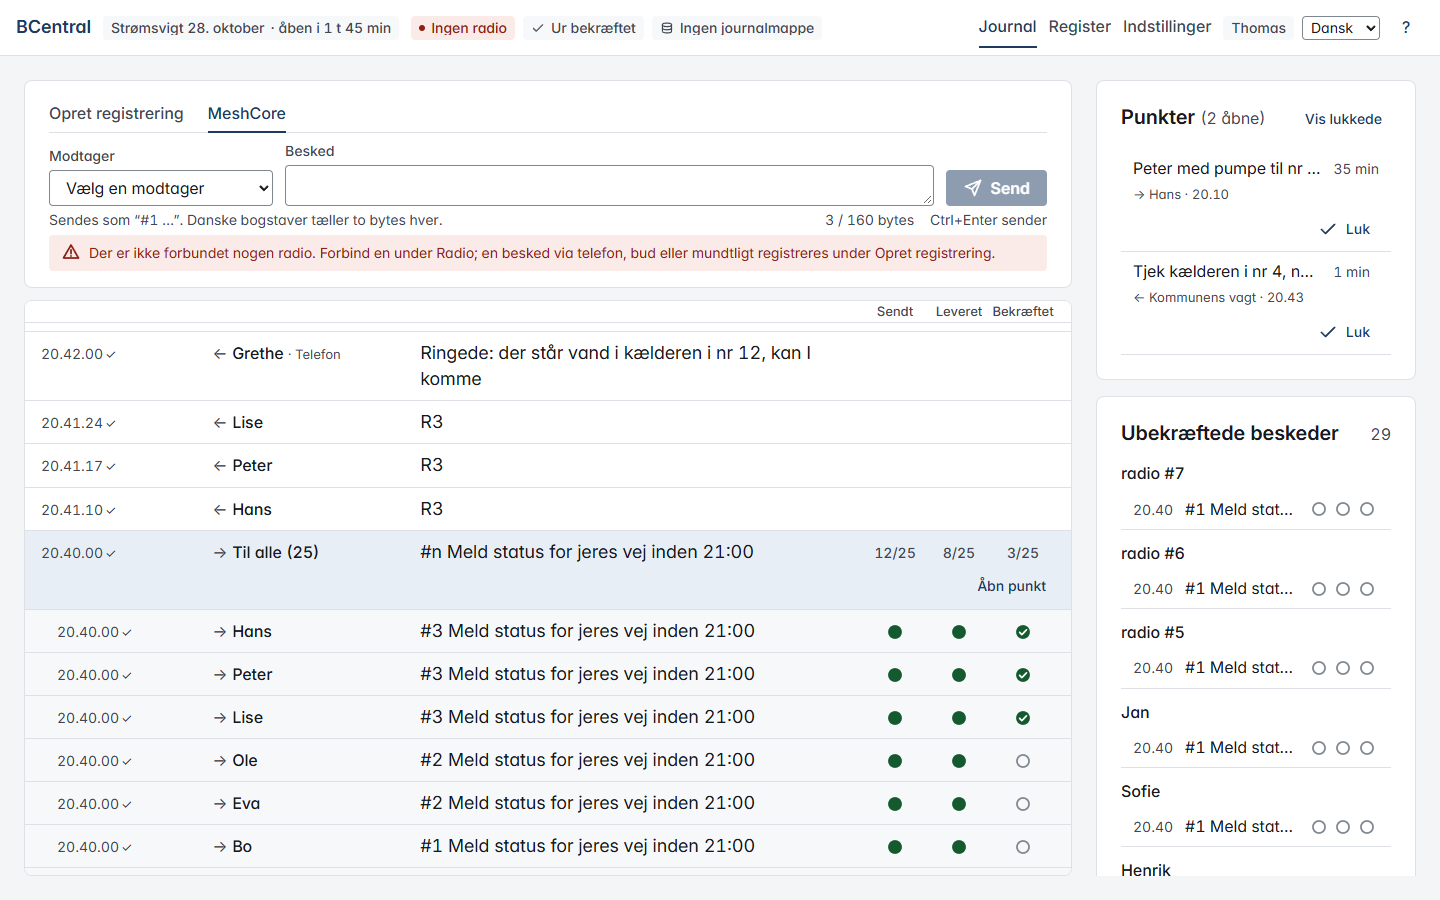 BCentral
Strømsvigt 28. oktober · åben i 1 t 45 min
Ingen radio
Ur bekræftet
Ingen journalmappe
Journal
Register
Indstillinger
Thomas
Dansk
?
Opret registrering
MeshCore
Modtager
Besked
Vælg en modtager
Send
Sendes som “#1 …”. Danske bogstaver tæller to bytes hver.
3 / 160 bytes
Ctrl+Enter sender
Der er ikke forbundet nogen radio. Forbind en under Radio; en besked via telefon, bud eller mundtligt registreres under Opret registrering.
Sendt Leveret Bekræftet
20.42.00 ← Grethe · Telefon Ringede: der står vand i kælderen i nr 12, kan I
komme
20.41.24 ← Lise R3
20.41.17 ← Peter R3
20.41.10 ← Hans R3
20.40.00 → Til alle (25) #n Meld status for jeres vej inden 21:00 12/25 8/25 3/25
Åbn punkt
20.40.00 → Hans #3 Meld status for jeres vej inden 21:00
20.40.00 → Peter #3 Meld status for jeres vej inden 21:00
20.40.00 → Lise #3 Meld status for jeres vej inden 21:00
20.40.00 → Ole #2 Meld status for jeres vej inden 21:00
20.40.00 → Eva #2 Meld status for jeres vej inden 21:00
20.40.00 → Bo #1 Meld status for jeres vej inden 21:00
Punkter (2 åbne)
Vis lukkede
Peter med pumpe til nr ... 35 min
→ Hans · 20.10
Luk
Tjek kælderen i nr 4, n... 1 min
← Kommunens vagt · 20.43
Luk
Ubekræftede beskeder 29
radio #7
20.40 #1 Meld stat...
radio #6
20.40 #1 Meld stat...
radio #5
20.40 #1 Meld stat...
Jan
20.40 #1 Meld stat...
Sofie
20.40 #1 Meld stat...
Henrik